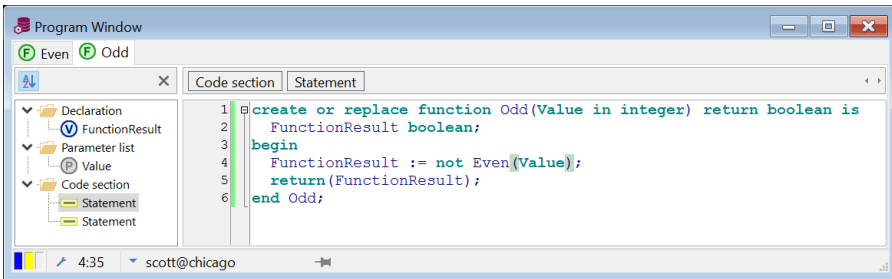 Program Window
F Even F Odd
Code section Statement
Declaration
V FunctionResult
Parameter list
P Value
Code section
Statement
Statement
1 create or replace function Odd(Value in integer) return boolean is
2 FunctionResult boolean;
3 begin
4 FunctionResult := not Even(Value);
5 return(FunctionResult);
6 end Odd;
4:35 scott@chicago